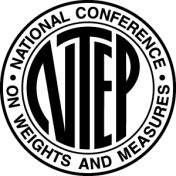 NATIONAL CONFERENCE
NTEP
• ON WEIGHTS AND MEASURES •